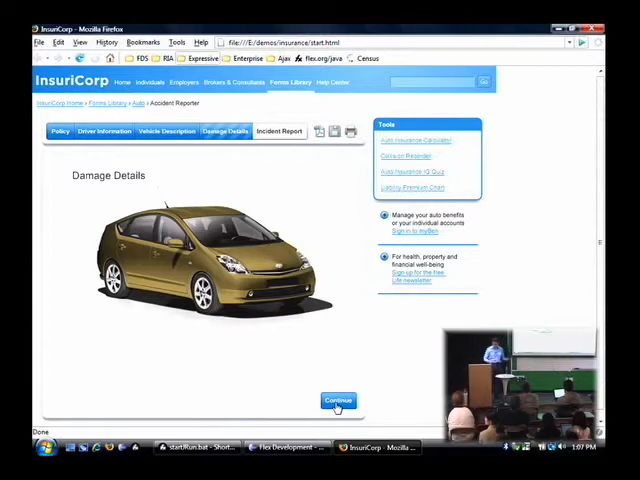 InsuriCorp - Mozilla Firefox
File Edit View History Bookmarks Tools Help
file:///E:/demos/insurance/start.html
FDS RIA Expressive Enterprise Ajax flex.org/java Census
InsuriCorp Home Individuals Employers Brokers & Consultants Forms Library Help Center
Go
InsuriCorp Home › Forms Library › Auto › Accident Reporter
Policy Driver Information Vehicle Description Damage Details Incident Report
Tools
Auto Insurance Calculator
Collision Recorder
Auto Insurance IQ Quiz
Liability Premium Chart
Damage Details
Manage your auto benefits
or your individual accounts
Sign in to myBen
For health, property and
financial well-being
Sign up for the free
Life newsletter
Continue
Done
start/Run.bat - Short...
Flex Development - ...
InsuriCorp - Mozilla ...
1:07 PM